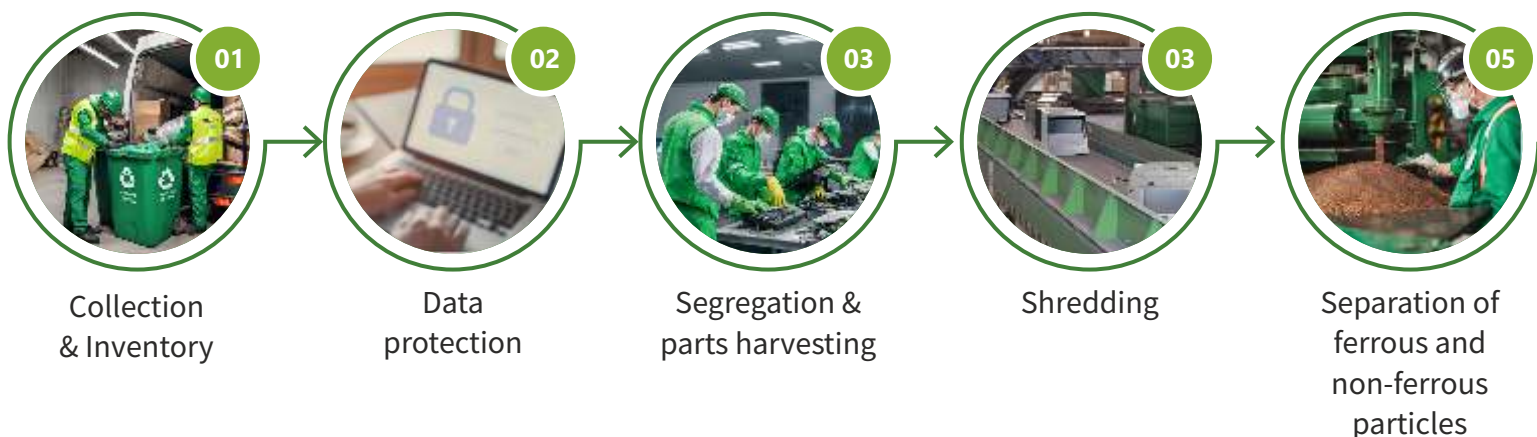 01
02
03
03
05
Collection
& Inventory
Data
protection
Segregation &
parts harvesting
Shredding
Separation of
ferrous and
non-ferrous
particles